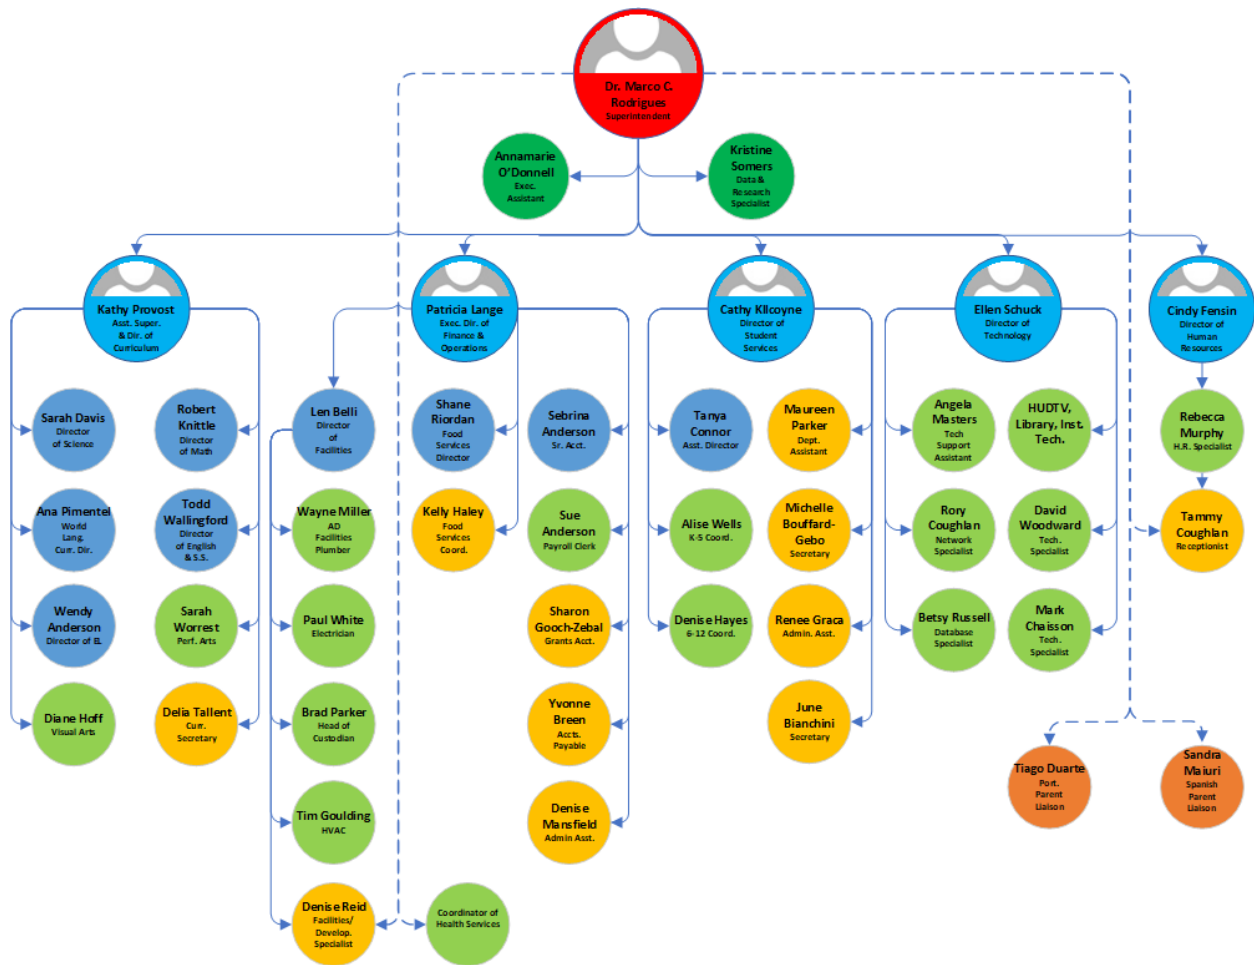 Dr. Marco C.
Rodrigues
Superintendent
Annamarie
O'Donnell
Exec.
Assistant
Kristine
Somers
Data &
Research
Specialist
Kathy Provost
Asst. Super.
& Dir. of
Curriculum
Patricia Lange
Exec. Dir. of
Finance &
Operations
Cathy KIlcoyne
Director of
Student
Services
Ellen Schuck
Director of
Technology
Cindy Fensin
Director of
Human
Resources
Sarah Davis
Director
of Science
Robert
Knittle
Director
of Math
Len Belli
Director
of
Facilities
Shane
Riordan
Food
Services
Director
Sebrina
Anderson
Sr. Acct.
Tanya
Connor
Asst. Director
Maureen
Parker
Dept.
Assistant
Angela
Masters
Tech
Support
Assistant
HUDTV,
Library, Inst.
Tech.
Rebecca
Murphy
H.R. Specialist
Ana Pimentel
World
Lang.
Curr. Dir.
Todd
Wallingford
Director
of English
& S.S.
Wayne Miller
AD
Facilities
Plumber
Kelly Haley
Food
Services
Coord.
Sue
Anderson
Payroll Clerk
Alise Wells
K-5 Coord.
Michelle
Bouffard-
Gebo
Secretary
Rory
Coughlan
Network
Specialist
David
Woodward
Tech.
Specialist
Tammy
Coughlan
Receptionist
Wendy
Anderson
Director of EL
Sarah
Worrest
Perf. Arts
Paul White
Electrician
Sharon
Gooch-Zebal
Grants Acct.
Denise Hayes
6-12 Coord.
Renee Graca
Admin. Asst.
Betsy Russell
Database
Specialist
Mark
Chaisson
Tech.
Specialist
Diane Hoff
Visual Arts
Delia Tallent
Curr.
Secretary
Brad Parker
Head of
Custodian
Yvonne
Breen
Accts.
Payable
June
Bianchini
Secretary
Tiago Duarte
Port.
Parent
Liaison
Sandra
Maiuri
Spanish
Parent
Liaison
Tim Goulding
HVAC
Denise
Mansfield
Admin Asst.
Denise Reid
Facilities/
Develop.
Specialist
Coordinator of
Health Services